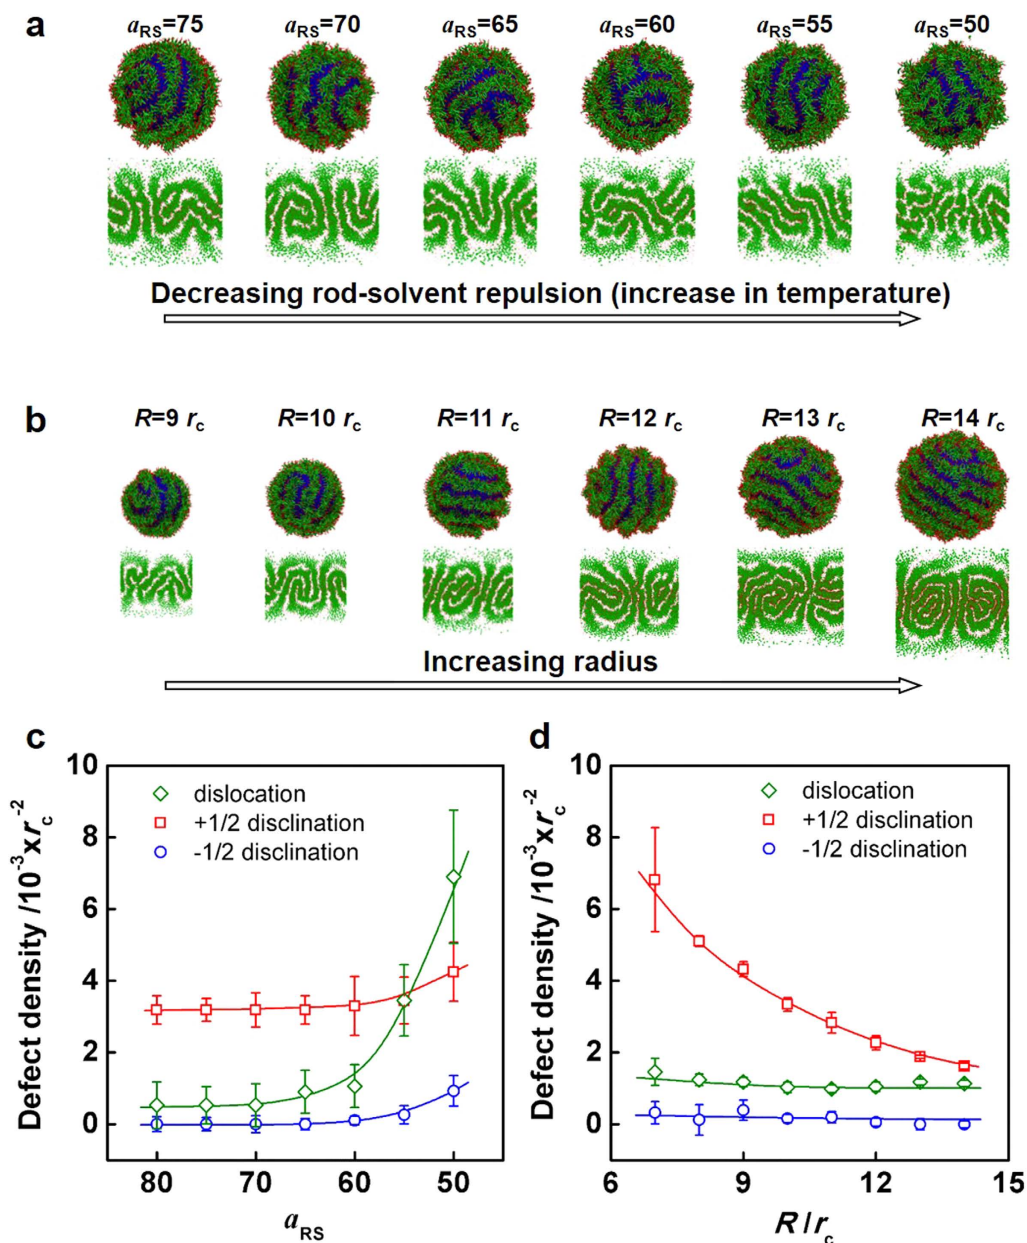 a
aRS=75 aRS=70 aRS=65 aRS=60 aRS=55 aRS=50
Decreasing rod-solvent repulsion (increase in temperature)
b
R=9 rc R=10 rc R=11 rc R=12 rc R=13 rc R=14 rc
Increasing radius
c
Defect density /10⁻³xrc⁻²
10
8
6
4
2
0
dislocation
+1/2 disclination
-1/2 disclination
80 70 60 50
aRS
d
Defect density /10⁻³xrc⁻²
10
8
6
4
2
0
dislocation
+1/2 disclination
-1/2 disclination
6 9 12 15
R/rc